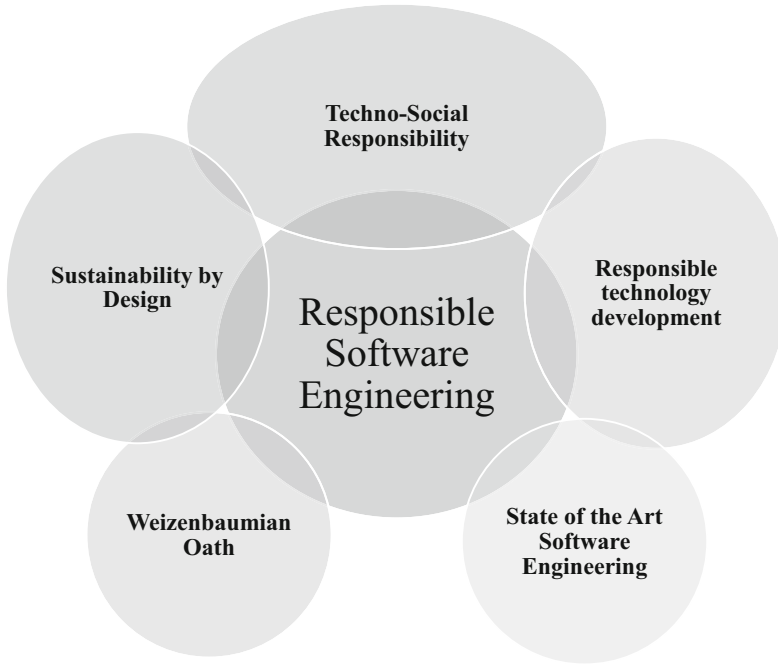 Techno-Social
Responsibility
Sustainability by
Design
Responsible
technology
development
Responsible
Software
Engineering
Weizenbaumian
Oath
State of the Art
Software
Engineering